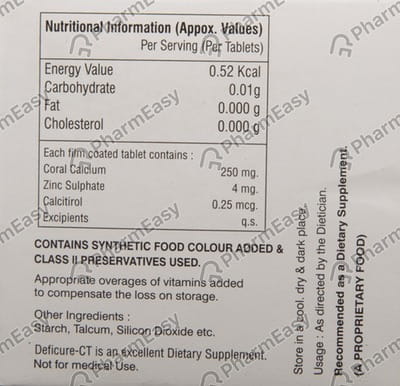 Nutritional Information (Appox. Values)
Per Serving (Per Tablets)
Energy Value 0.52 Kcal
Carbohydrate 0.01g
Fat 0.000 g
Cholesterol 0.000 g
Each film coated tablet contains :
Coral Calcium 250 mg.
Zinc Sulphate 4 mg.
Calcitirol 0.25 mcg.
Excipients q.s.
CONTAINS SYNTHETIC FOOD COLOUR ADDED &
CLASS II PRESERVATIVES USED.
Appropriate overages of vitamins added
to compensate the loss on storage.
Other Ingredients :
Starch, Talcum, Silicon Dioxide etc.
Deficure-CT is an excellent Dietary Supplement.
Not for medical Use.
Store in a cool, dry & dark place.
Usage : As directed by the Dietician.
Recommended as a Dietary Supplement.
(A PROPRIETARY FOOD)
PharmEasy